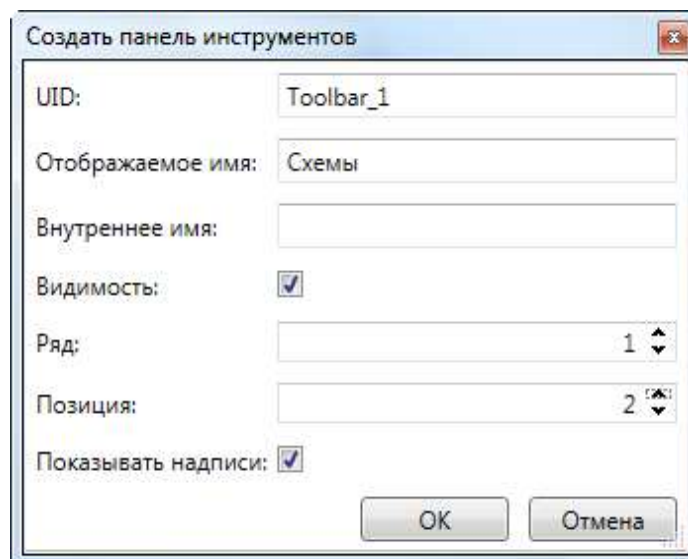 Создать панель инструментов
UID: Toolbar_1
Отображаемое имя: Схемы
Внутреннее имя:
Видимость:
Ряд: 1
Позиция: 2
Показывать надписи:
OK Отмена